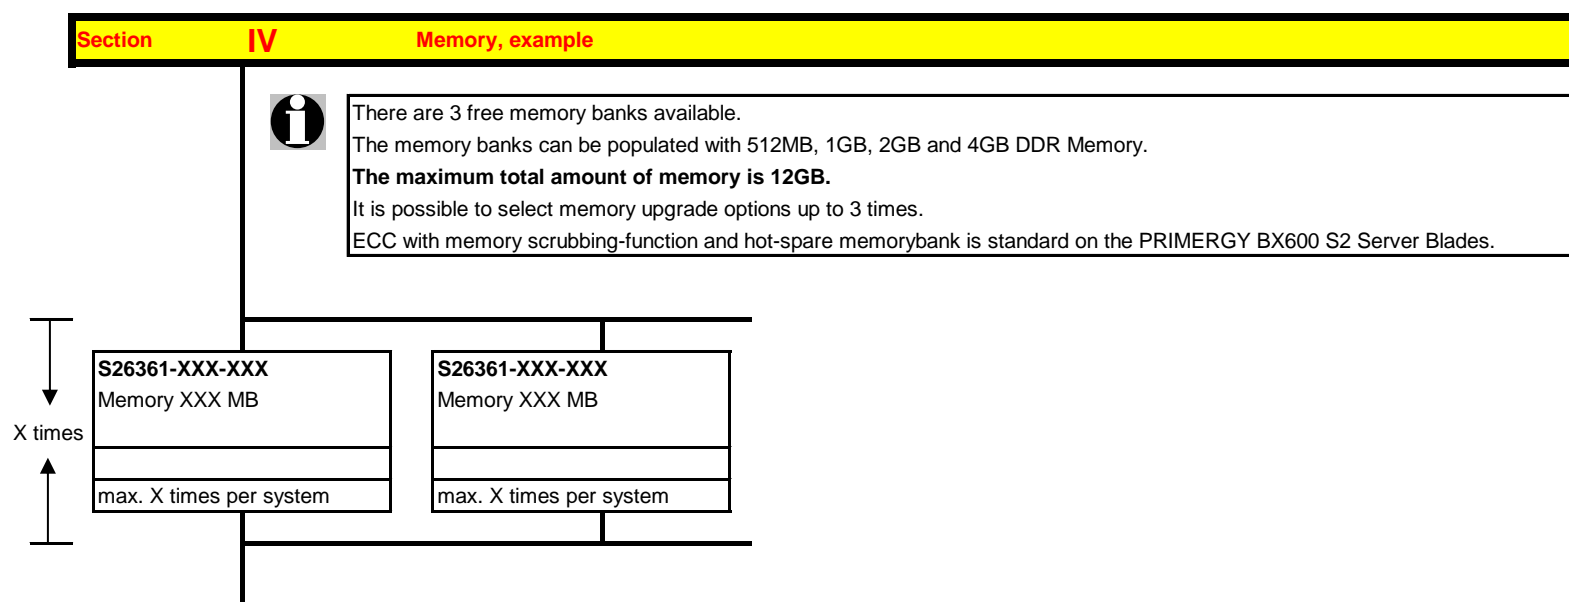 Section IV Memory, example
There are 3 free memory banks available.
The memory banks can be populated with 512MB, 1GB, 2GB and 4GB DDR Memory.
The maximum total amount of memory is 12GB.
It is possible to select memory upgrade options up to 3 times.
ECC with memory scrubbing-function and hot-spare memorybank is standard on the PRIMERGY BX600 S2 Server Blades.
S26361-XXX-XXX
Memory XXX MB
max. X times per system
S26361-XXX-XXX
Memory XXX MB
max. X times per system
X times